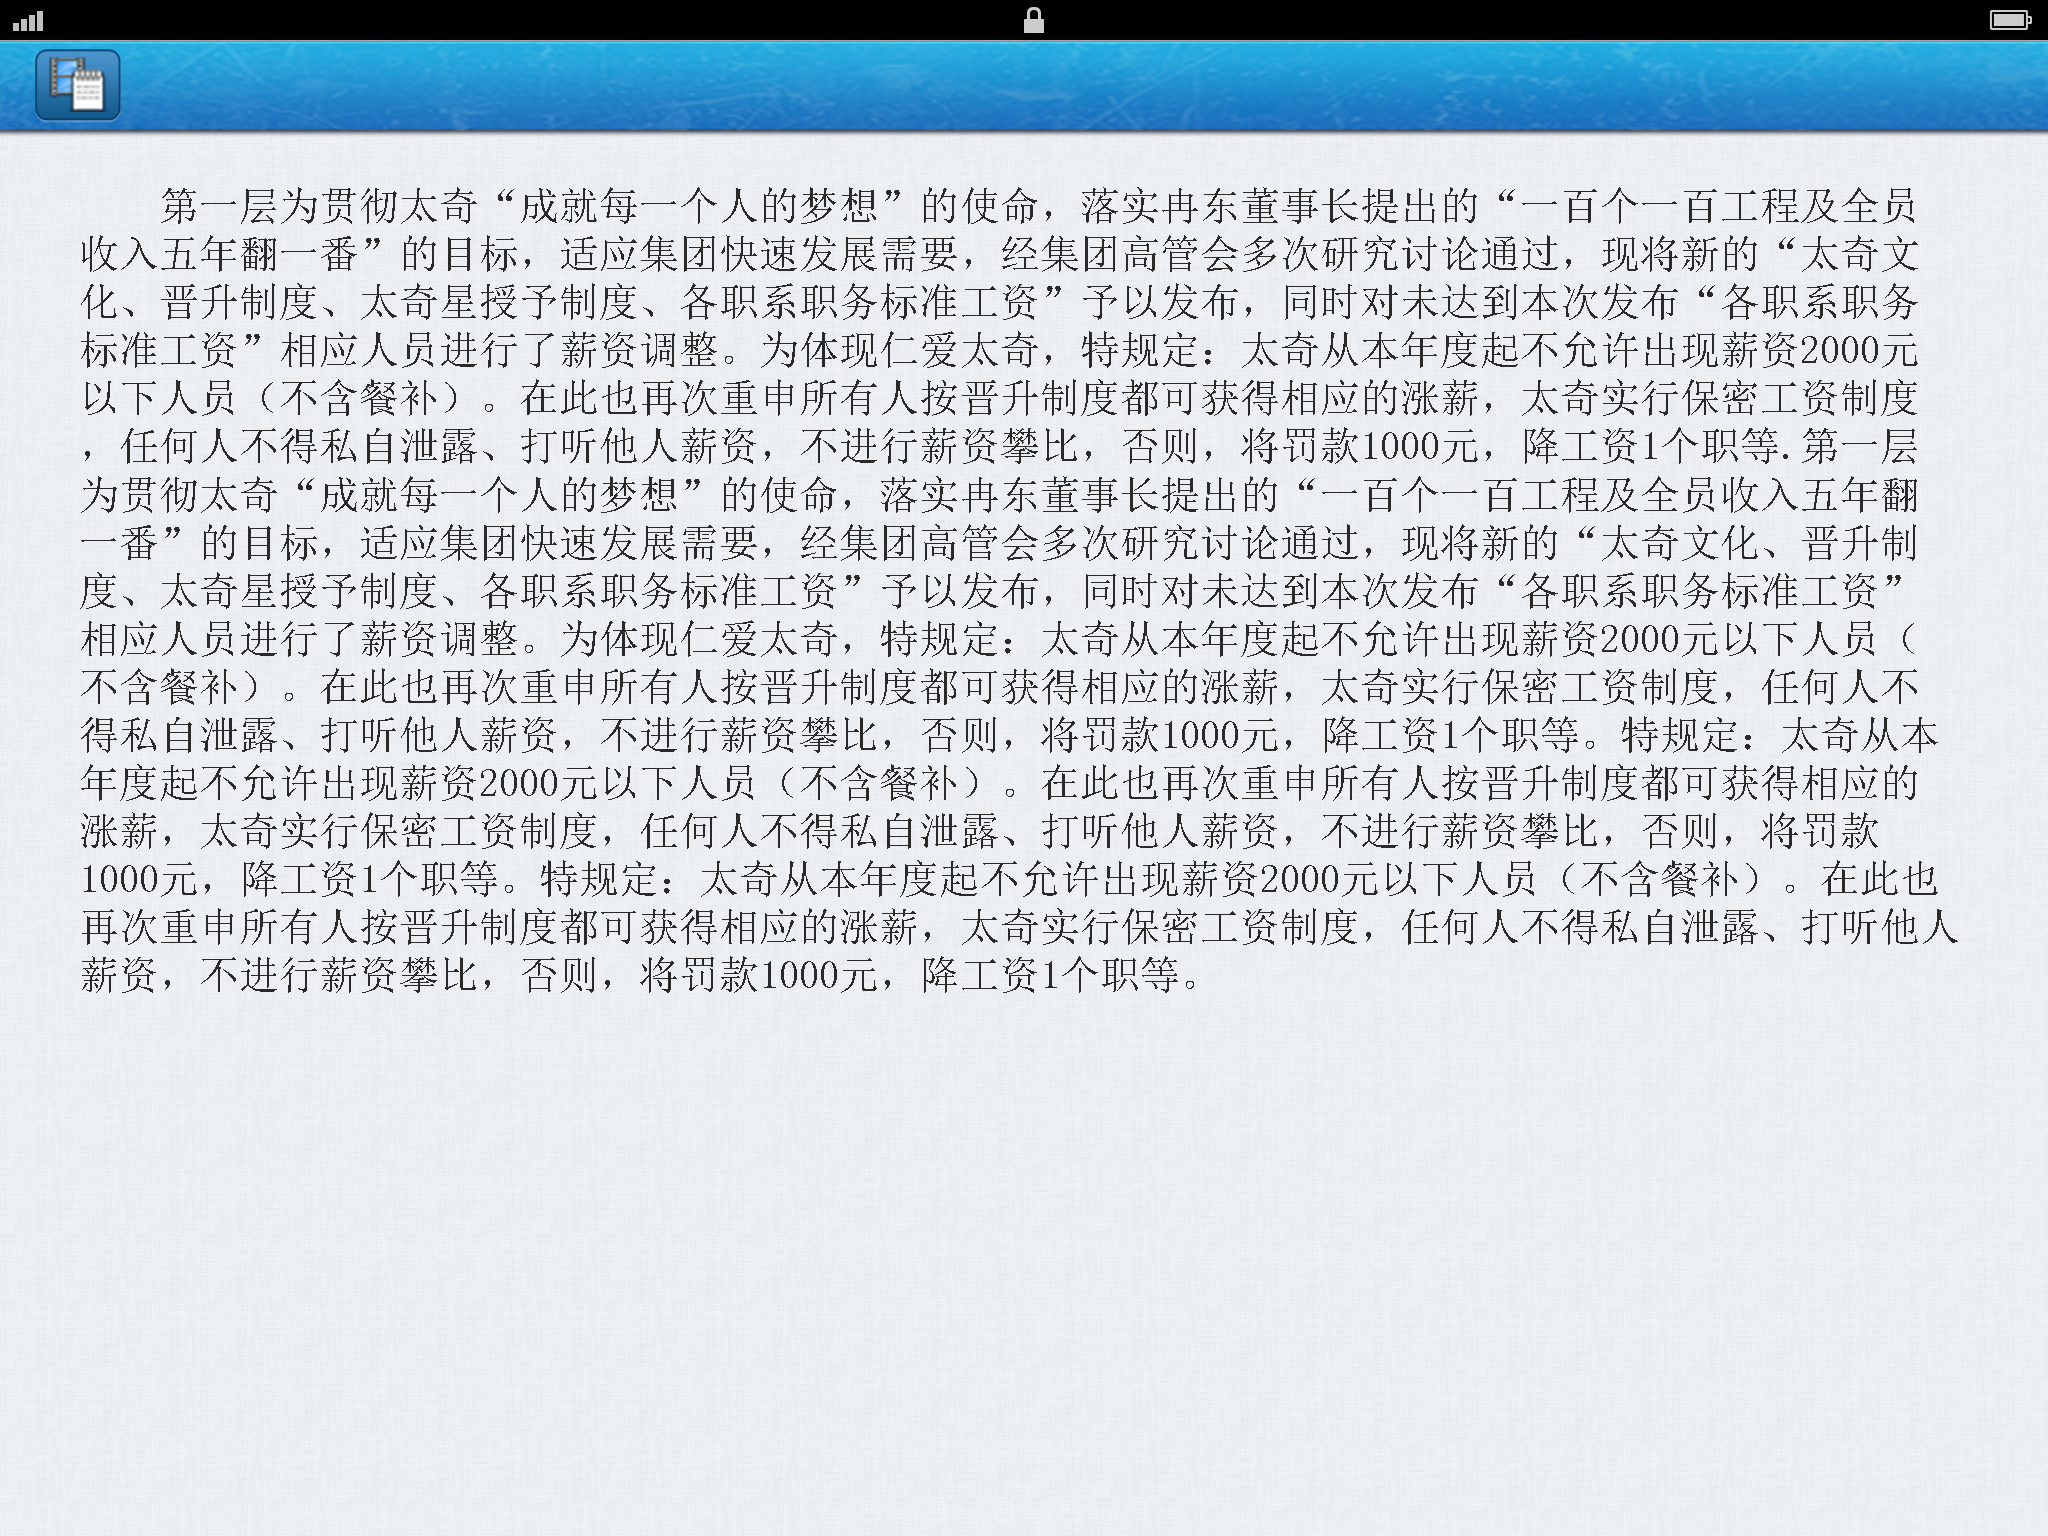 第一层为贯彻太奇“成就每一个人的梦想”的使命，落实冉东董事长提出的“一百个一百工程及全员
收入五年翻一番”的目标，适应集团快速发展需要，经集团高管会多次研究讨论通过，现将新的“太奇文
化、晋升制度、太奇星授予制度、各职系职务标准工资”予以发布，同时对未达到本次发布“各职系职务
标准工资”相应人员进行了薪资调整。为体现仁爱太奇，特规定：太奇从本年度起不允许出现薪资2000元
以下人员（不含餐补）。在此也再次重申所有人按晋升制度都可获得相应的涨薪，太奇实行保密工资制度
，任何人不得私自泄露、打听他人薪资，不进行薪资攀比，否则，将罚款1000元，降工资1个职等.第一层
为贯彻太奇“成就每一个人的梦想”的使命，落实冉东董事长提出的“一百个一百工程及全员收入五年翻
一番”的目标，适应集团快速发展需要，经集团高管会多次研究讨论通过，现将新的“太奇文化、晋升制
度、太奇星授予制度、各职系职务标准工资”予以发布，同时对未达到本次发布“各职系职务标准工资”
相应人员进行了薪资调整。为体现仁爱太奇，特规定：太奇从本年度起不允许出现薪资2000元以下人员（
不含餐补）。在此也再次重申所有人按晋升制度都可获得相应的涨薪，太奇实行保密工资制度，任何人不
得私自泄露、打听他人薪资，不进行薪资攀比，否则，将罚款1000元，降工资1个职等。特规定：太奇从本
年度起不允许出现薪资2000元以下人员（不含餐补）。在此也再次重申所有人按晋升制度都可获得相应的
涨薪，太奇实行保密工资制度，任何人不得私自泄露、打听他人薪资，不进行薪资攀比，否则，将罚款
1000元，降工资1个职等。特规定：太奇从本年度起不允许出现薪资2000元以下人员（不含餐补）。在此也
再次重申所有人按晋升制度都可获得相应的涨薪，太奇实行保密工资制度，任何人不得私自泄露、打听他人
薪资，不进行薪资攀比，否则，将罚款1000元，降工资1个职等。